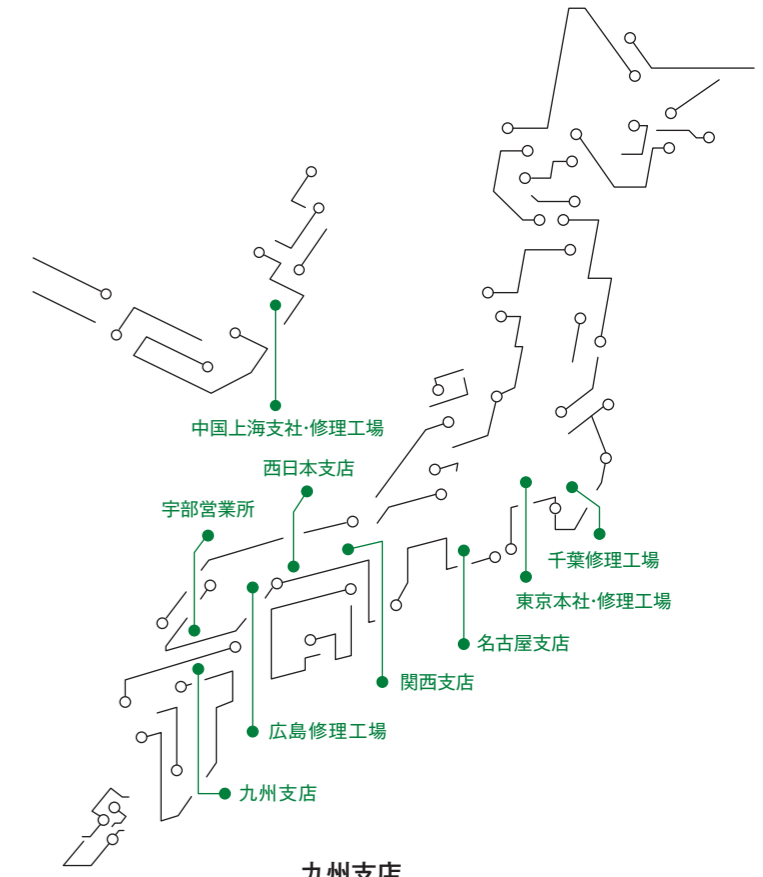 中国上海支社・修理工場
西日本支店
宇部営業所
千葉修理工場
東京本社・修理工場
名古屋支店
関西支店
広島修理工場
九州支店
九州支店